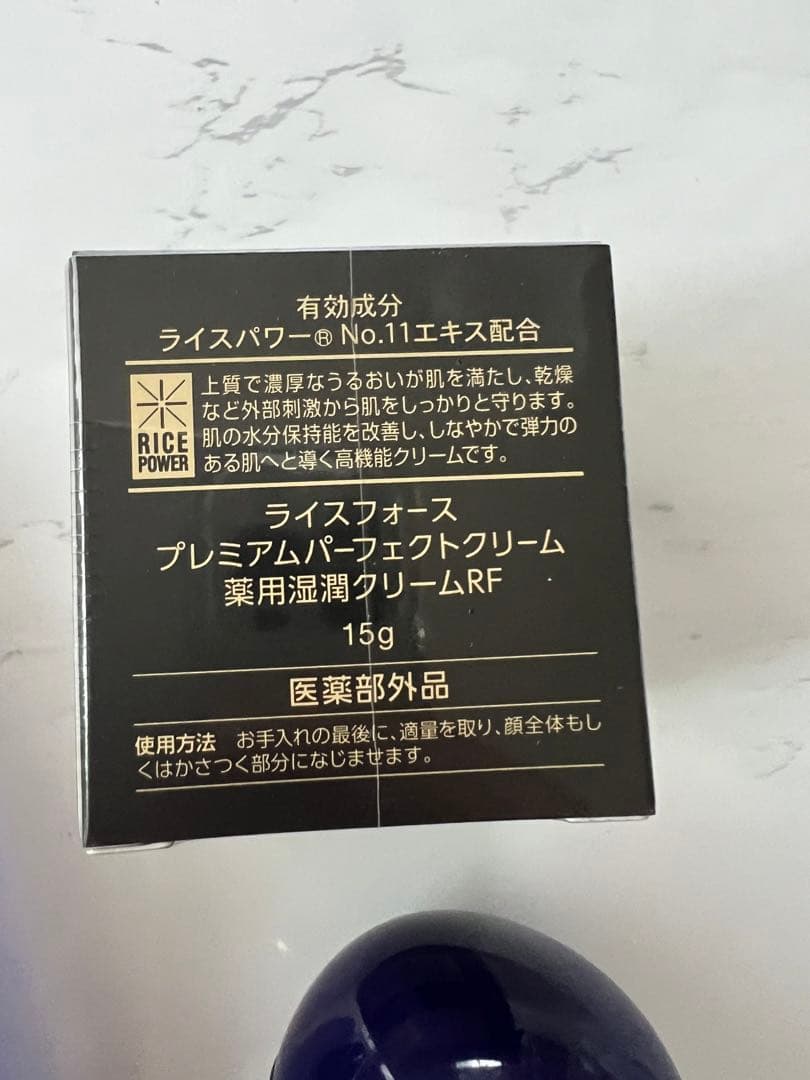 有効成分
ライスパワー® No.11エキス配合
RICE
POWER
上質で濃厚なうるおいが肌を満たし、乾燥
など外部刺激から肌をしっかりと守ります。
肌の水分保持能を改善し、しなやかで弾力の
ある肌へと導く高機能クリームです。
ライスフォース
プレミアムパーフェクトクリーム
薬用湿潤クリームRF
15g
医薬部外品
使用方法 お手入れの最後に、適量を取り、顔全体もし
くはかさつく部分になじませます。